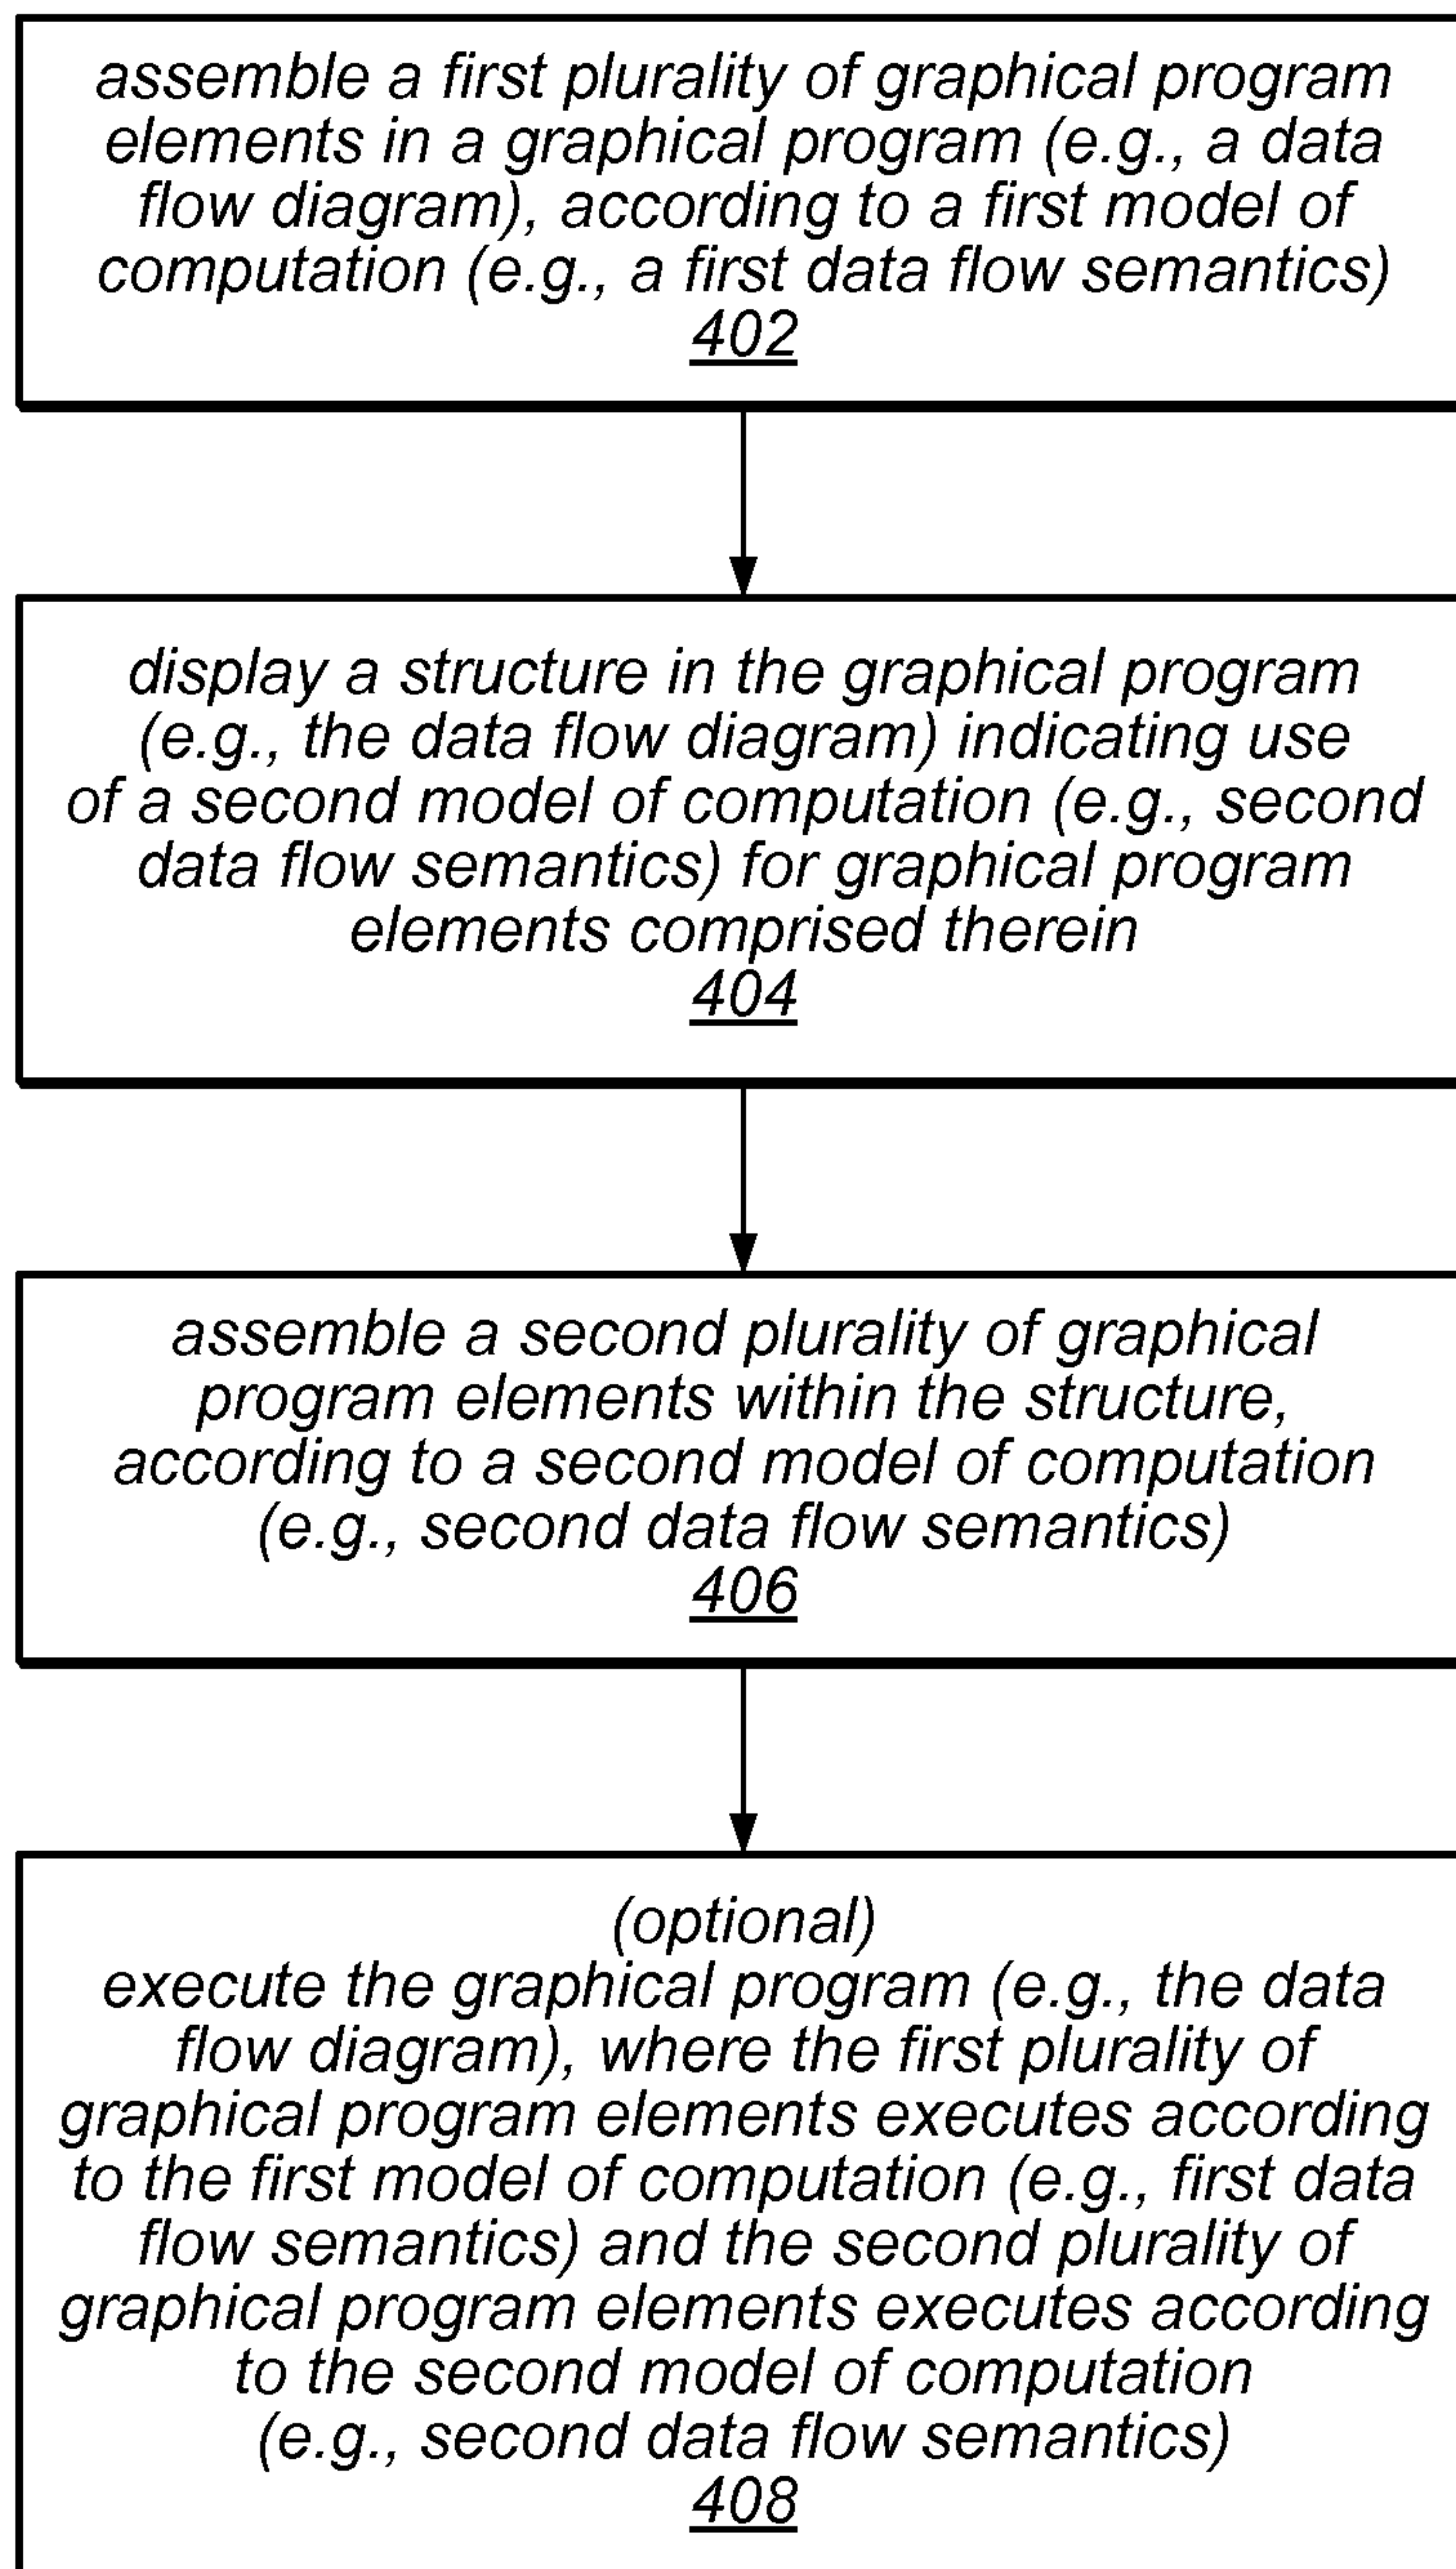 assemble a first plurality of graphical program
elements in a graphical program (e.g., a data
flow diagram), according to a first model of
computation (e.g., a first data flow semantics)
402
display a structure in the graphical program
(e.g., the data flow diagram) indicating use
of a second model of computation (e.g., second
data flow semantics) for graphical program
elements comprised therein
404
assemble a second plurality of graphical
program elements within the structure,
according to a second model of computation
(e.g., second data flow semantics)
406
(optional)
execute the graphical program (e.g., the data
flow diagram), where the first plurality of
graphical program elements executes according
to the first model of computation (e.g., first data
flow semantics) and the second plurality of
graphical program elements executes according
to the second model of computation
(e.g., second data flow semantics)
408